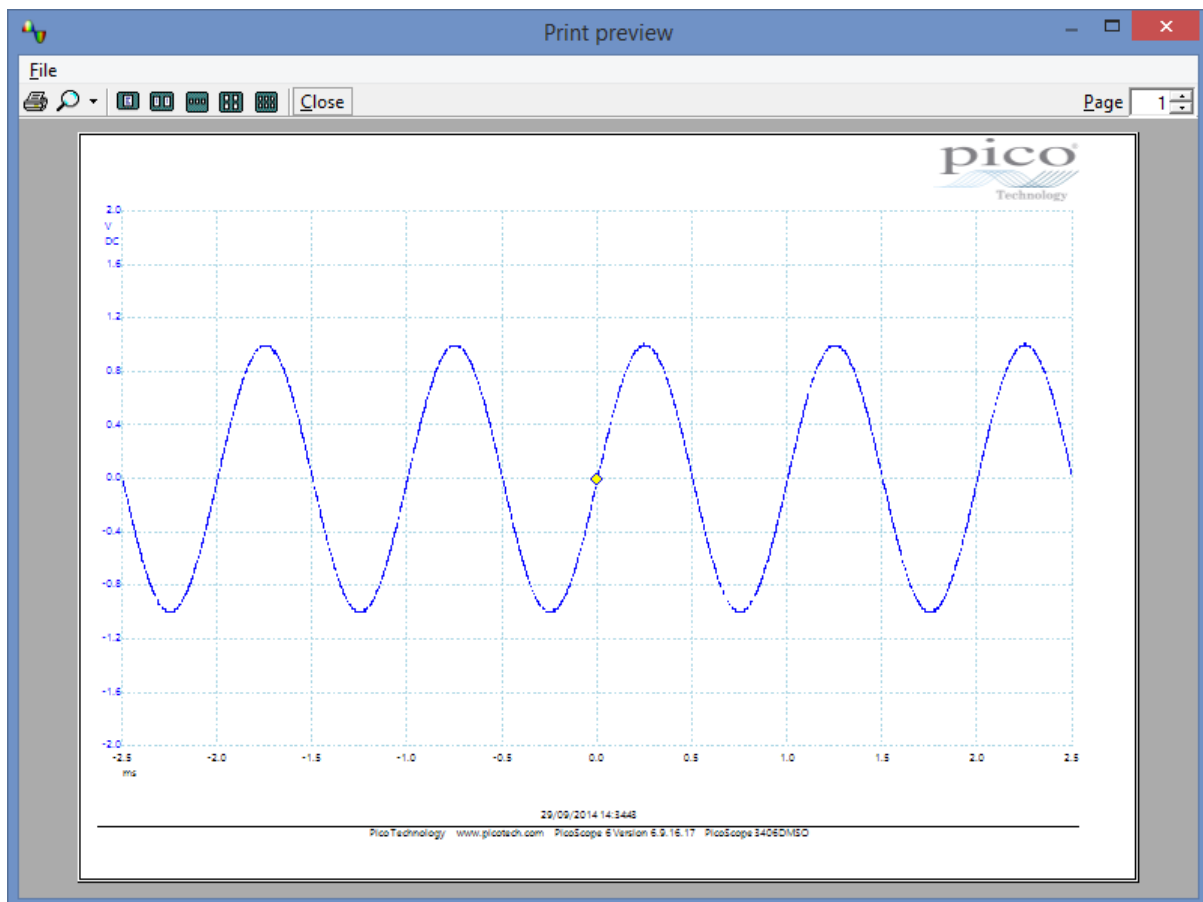 Print preview
File
Close
Page 1
pico
Technology
2.0
V
DC
1.6
1.2
0.8
0.4
0.0
-0.4
-0.8
-1.2
-1.6
-2.0
-2.5 -2.0 -1.5 -1.0 -0.5 0.0 0.5 1.0 1.5 2.0 2.5
ms
29/09/2014 14:3443
Pico Technology www.picotech.com PicoScope 6 Version 6.9.16.17 PicoScope 3406DMSO